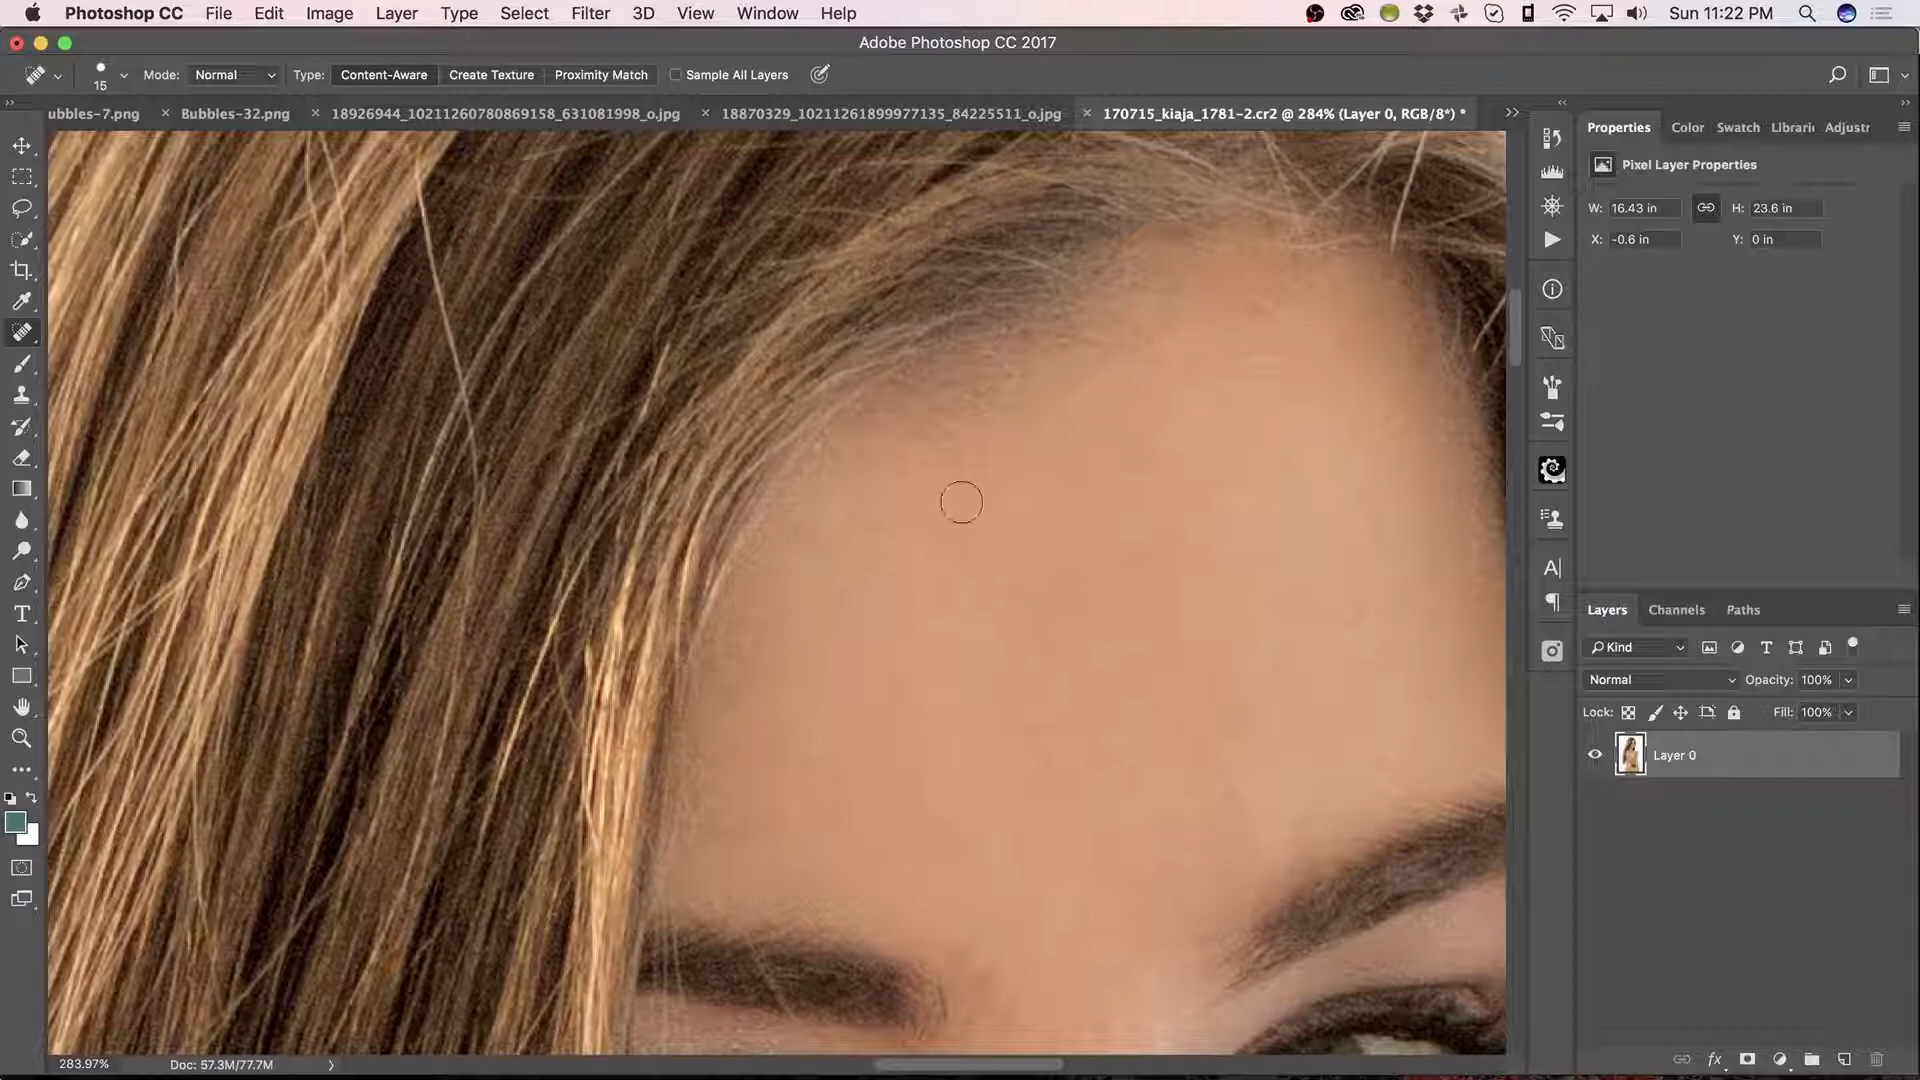 Photoshop CC File Edit Image Layer Type Select Filter 3D View Window Help Sun 11:22 PM
Adobe Photoshop CC 2017
15 Mode: Normal Type: Content-Aware Create Texture Proximity Match Sample All Layers
ubbles-7.png × Bubbles-32.png × 18926944_10211260780869158_631081998_o.jpg × 18870329_10211261899977135_84225511_o.jpg × 170715_kiaja_1781-2.cr2 @ 284% (Layer 0, RGB/8*) *
Properties Color Swatch Librari Adjustr
Pixel Layer Properties
W: 16.43 in H: 23.6 in
X: -0.6 in Y: 0 in
Layers Channels Paths
Kind
Normal Opacity: 100%
Lock: Fill: 100%
Layer 0
283.97% Doc: 57.3M/77.7M